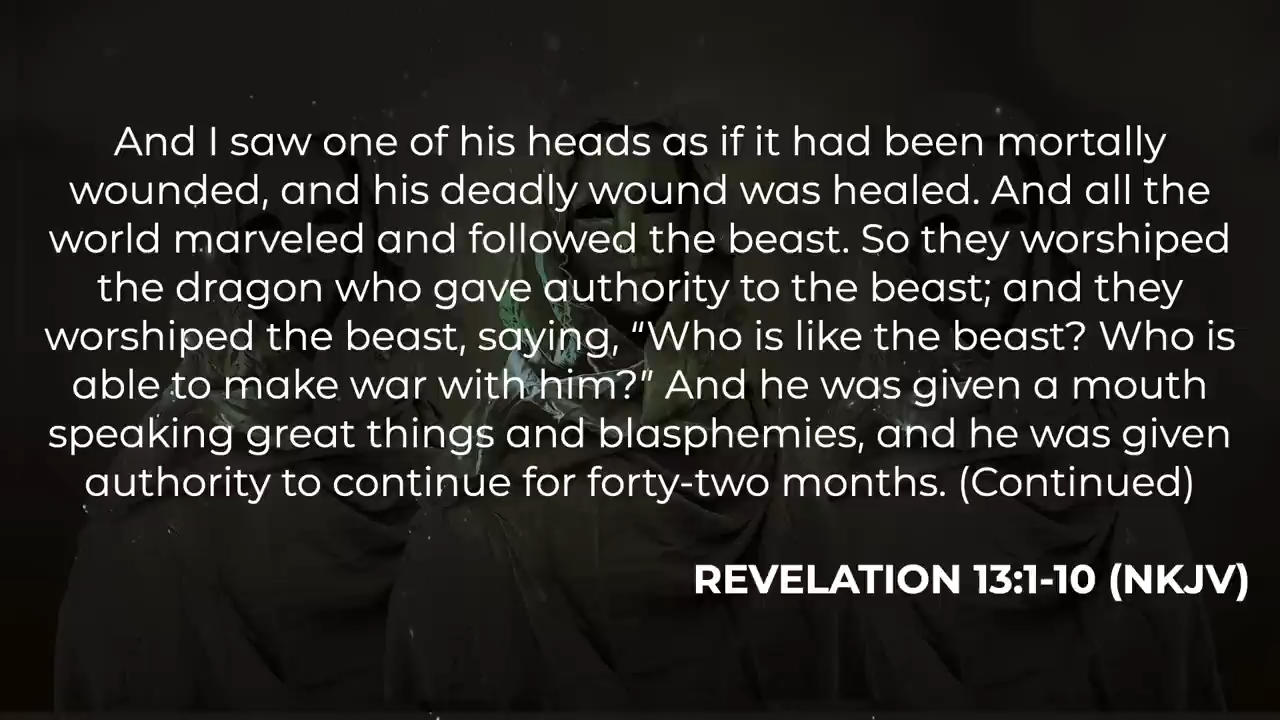 And I saw one of his heads as if it had been mortally
wounded, and his deadly wound was healed. And all the
world marveled and followed the beast. So they worshiped
the dragon who gave authority to the beast; and they
worshiped the beast, saying, “Who is like the beast? Who is
able to make war with him?” And he was given a mouth
speaking great things and blasphemies, and he was given
authority to continue for forty-two months. (Continued)
REVELATION 13:1-10 (NKJV)